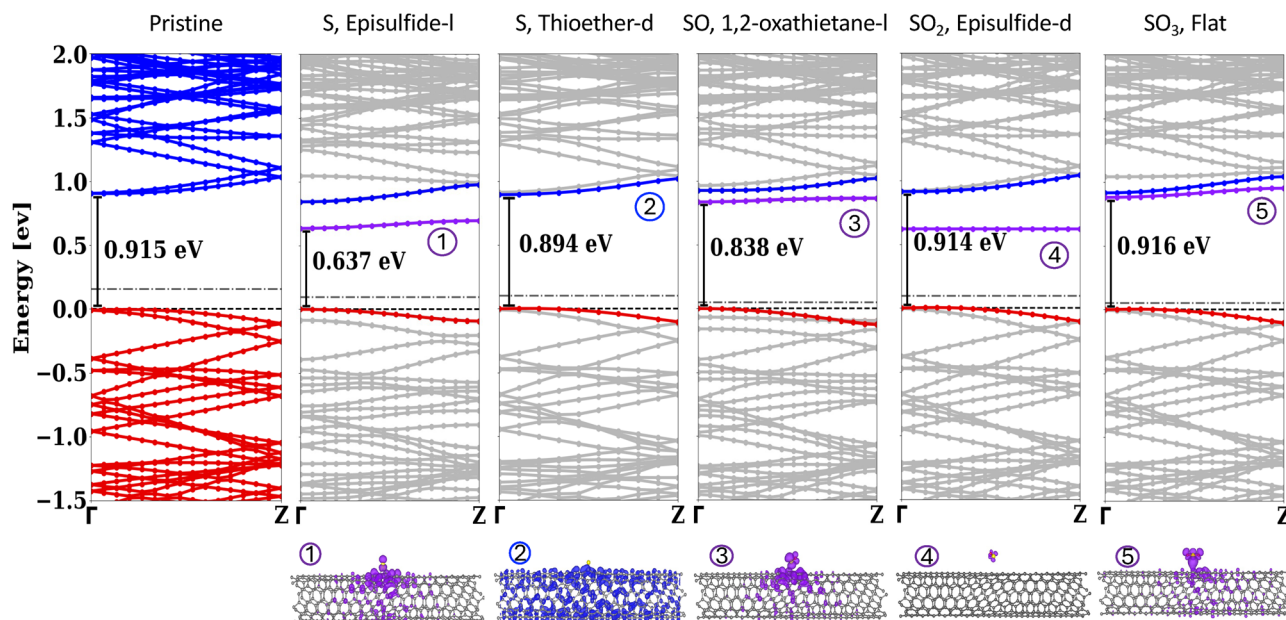 Pristine
S, Episulfide-l
S, Thioether-d
SO, 1,2-oxathietane-l
SO₂, Episulfide-d
SO₃, Flat
Energy [ev]
2.0
1.5
1.0
0.5
0.0
−0.5
−1.0
−1.5
0.915 eV
0.637 eV
0.894 eV
0.838 eV
0.914 eV
0.916 eV
1
2
3
4
5
Γ Z
Γ Z
Γ Z
Γ Z
Γ Z
Γ Z
1
2
3
4
5